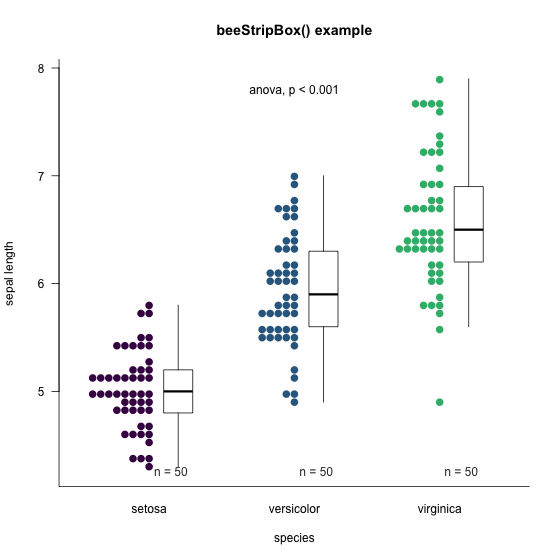 beeStripBox() example
anova, p < 0.001
8
7
6
5
sepal length
n = 50 n = 50 n = 50
setosa versicolor virginica
species